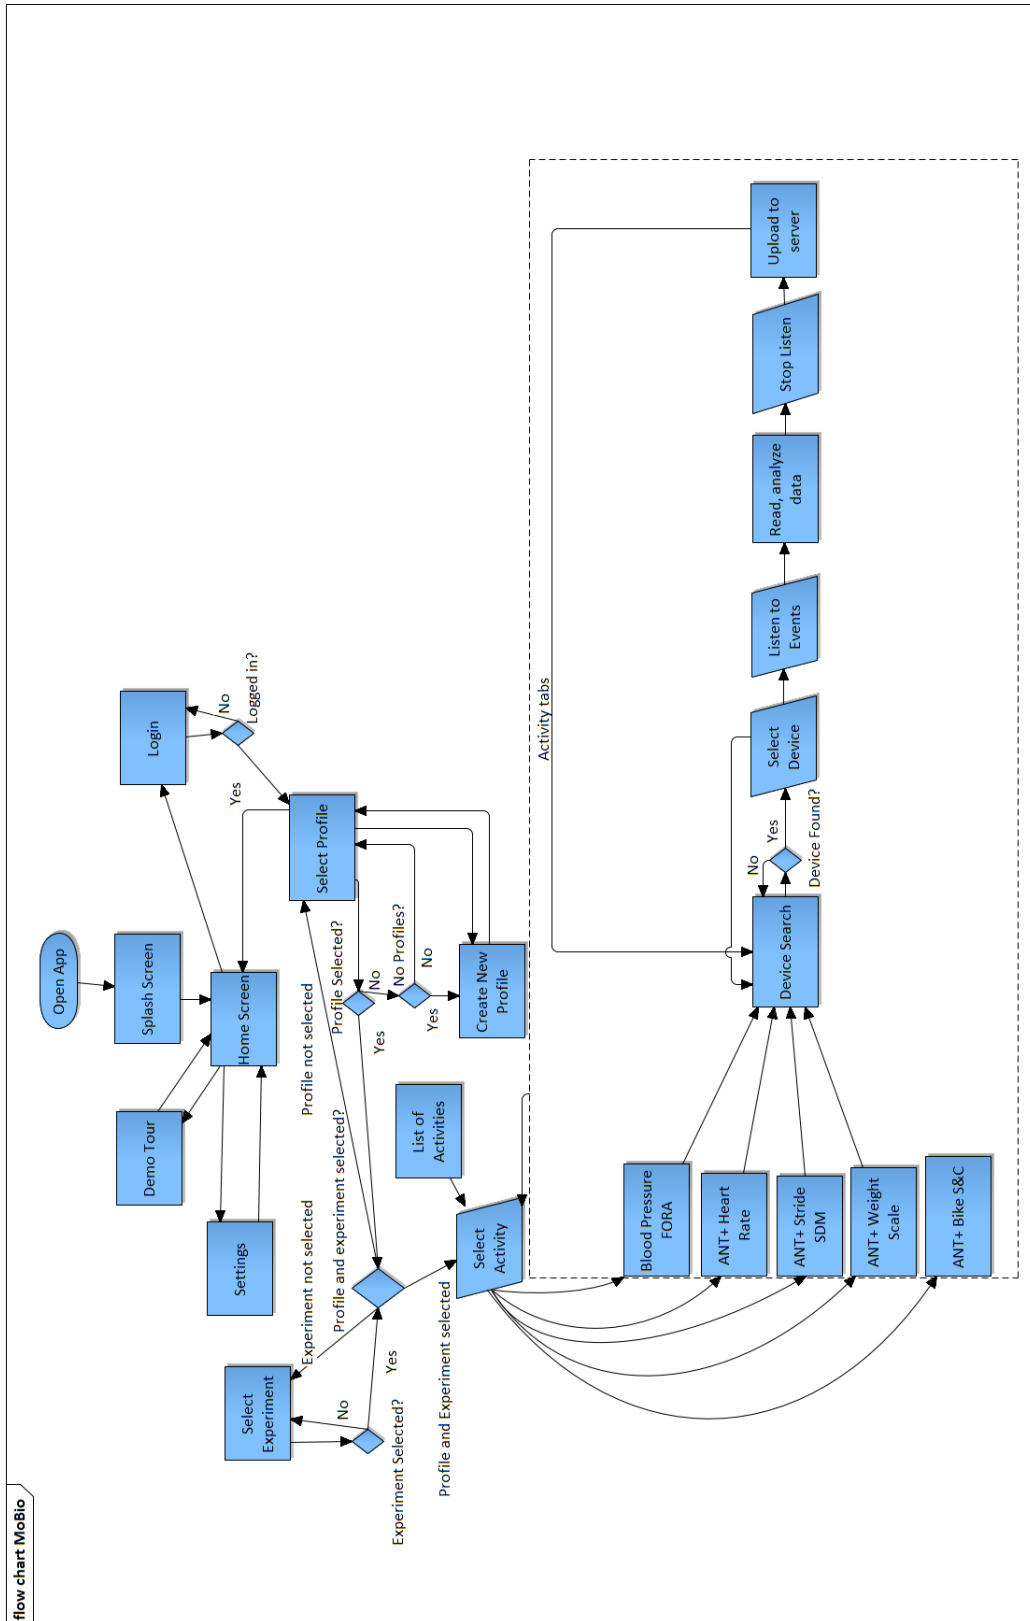 flow chart MoBio
Open App
Splash Screen
Home Screen
Demo Tour
Settings
Login
No
Logged in?
Yes
Select Profile
Profile not selected
Profile Selected?
No
Yes
No Profiles?
No
Yes
Create New
Profile
Select
Experiment
No
Experiment Selected?
Yes
Experiment not selected
Profile and experiment selected?
Profile and Experiment selected
List of
Activities
Select
Activity
Activity tabs
Blood Pressure
FORA
ANT+ Heart
Rate
ANT+ Stride
SDM
ANT+ Weight
Scale
ANT+ Bike S&C
Device Search
No
Yes
Device Found?
Select
Device
Listen to
Events
Read, analyze
data
Stop Listen
Upload to
server